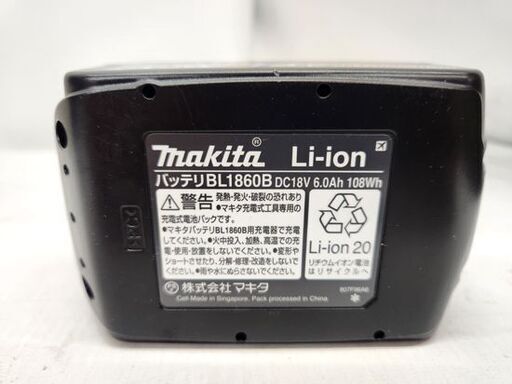 makita® Li-ion
バッテリBL1860B DC18V 6.0Ah 108Wh
警告 発熱・発火・破裂の恐れあり
●マキタ充電式工具専用の
充電式電池パックです。
●マキタバッテリBL1860B用充電器で充電
してください。●火中投入、加熱、高温での充
電・使用・放置をしないでください。●変形や
ショートさせたり、分解・修理・改造をしないで
ください。●雨や水にぬらさないでください。
Li-ion 20
リチウムイオン電池
はリサイクルへ
株式会社マキタ
Cell Made in Singapore. Pack processed in China.